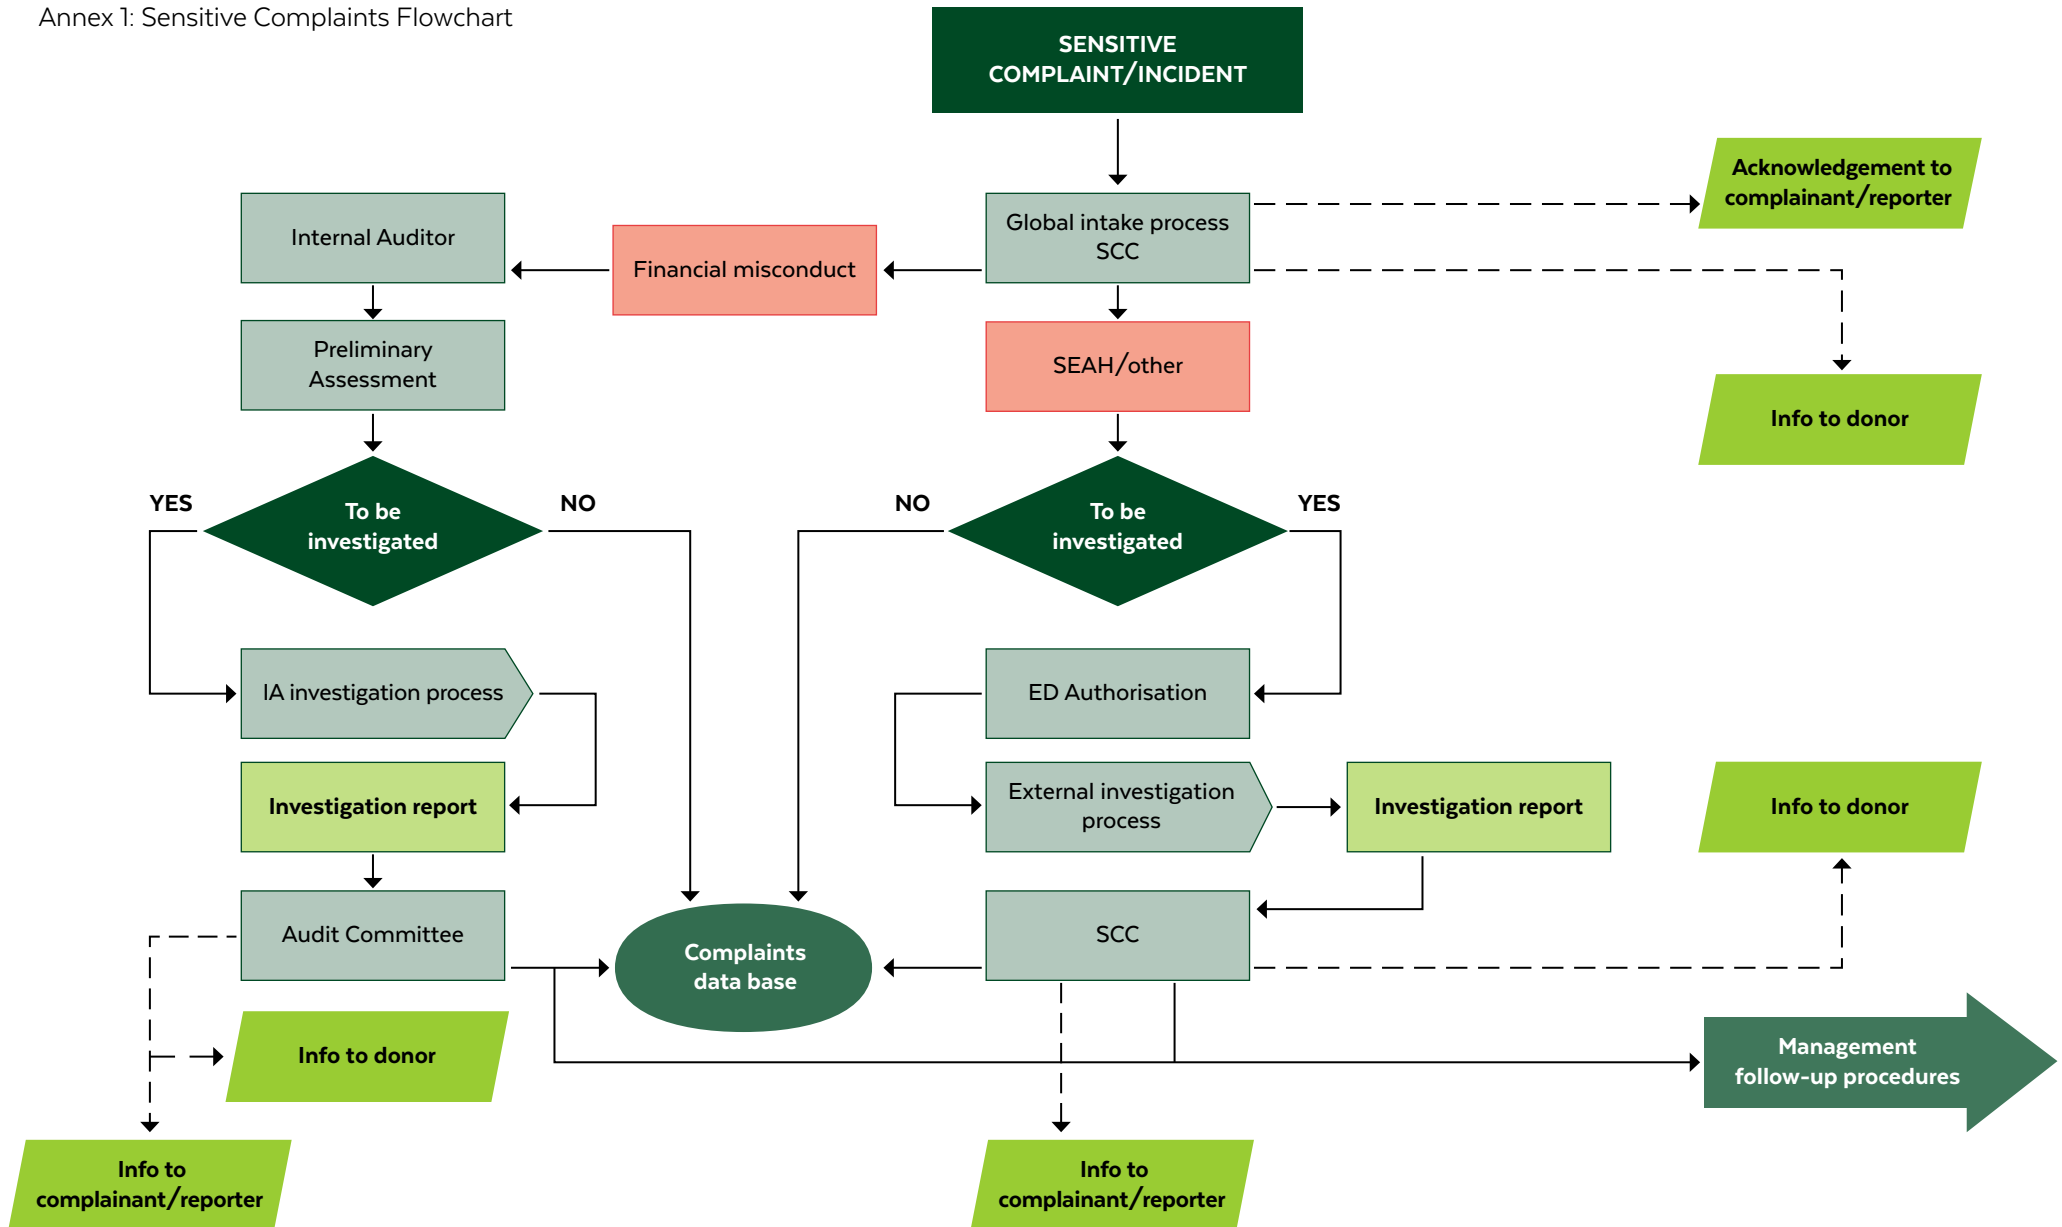 Annex 1: Sensitive Complaints Flowchart
SENSITIVE
COMPLAINT/INCIDENT
Acknowledgement to
complainant/reporter
Internal Auditor
Financial misconduct
Global intake process
SCC
Preliminary
Assessment
SEAH/other
Info to donor
YES
To be
investigated
NO
NO
To be
investigated
YES
IA investigation process
ED Authorisation
Investigation report
External investigation
process
Investigation report
Info to donor
Audit Committee
Complaints
data base
SCC
Info to donor
Management
follow-up procedures
Info to
complainant/reporter
Info to
complainant/reporter